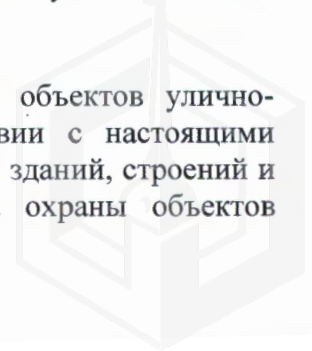 объектов улично-
вии с настоящими
зданий, строений и
охраны объектов